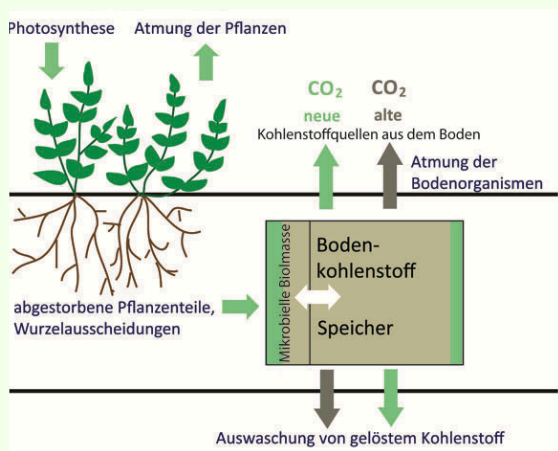 Photosynthese
Atmung der Pflanzen
CO₂
neue
CO₂
alte
Kohlenstoffquellen aus dem Boden
Atmung der
Bodenorganismen
Mikrobielle Biolmasse
Boden-
kohlenstoff
Speicher
abgestorbene Pflanzenteile,
Wurzelausscheidungen
Auswaschung von gelöstem Kohlenstoff